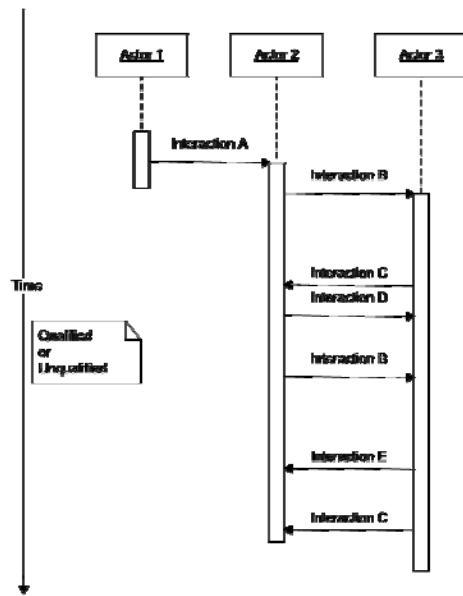 Actor 1
Actor 2
Actor 3
Interaction A
Interaction B
Interaction C
Time
Interaction D
Qualified
or
Unqualified
Interaction B
Interaction E
Interaction C